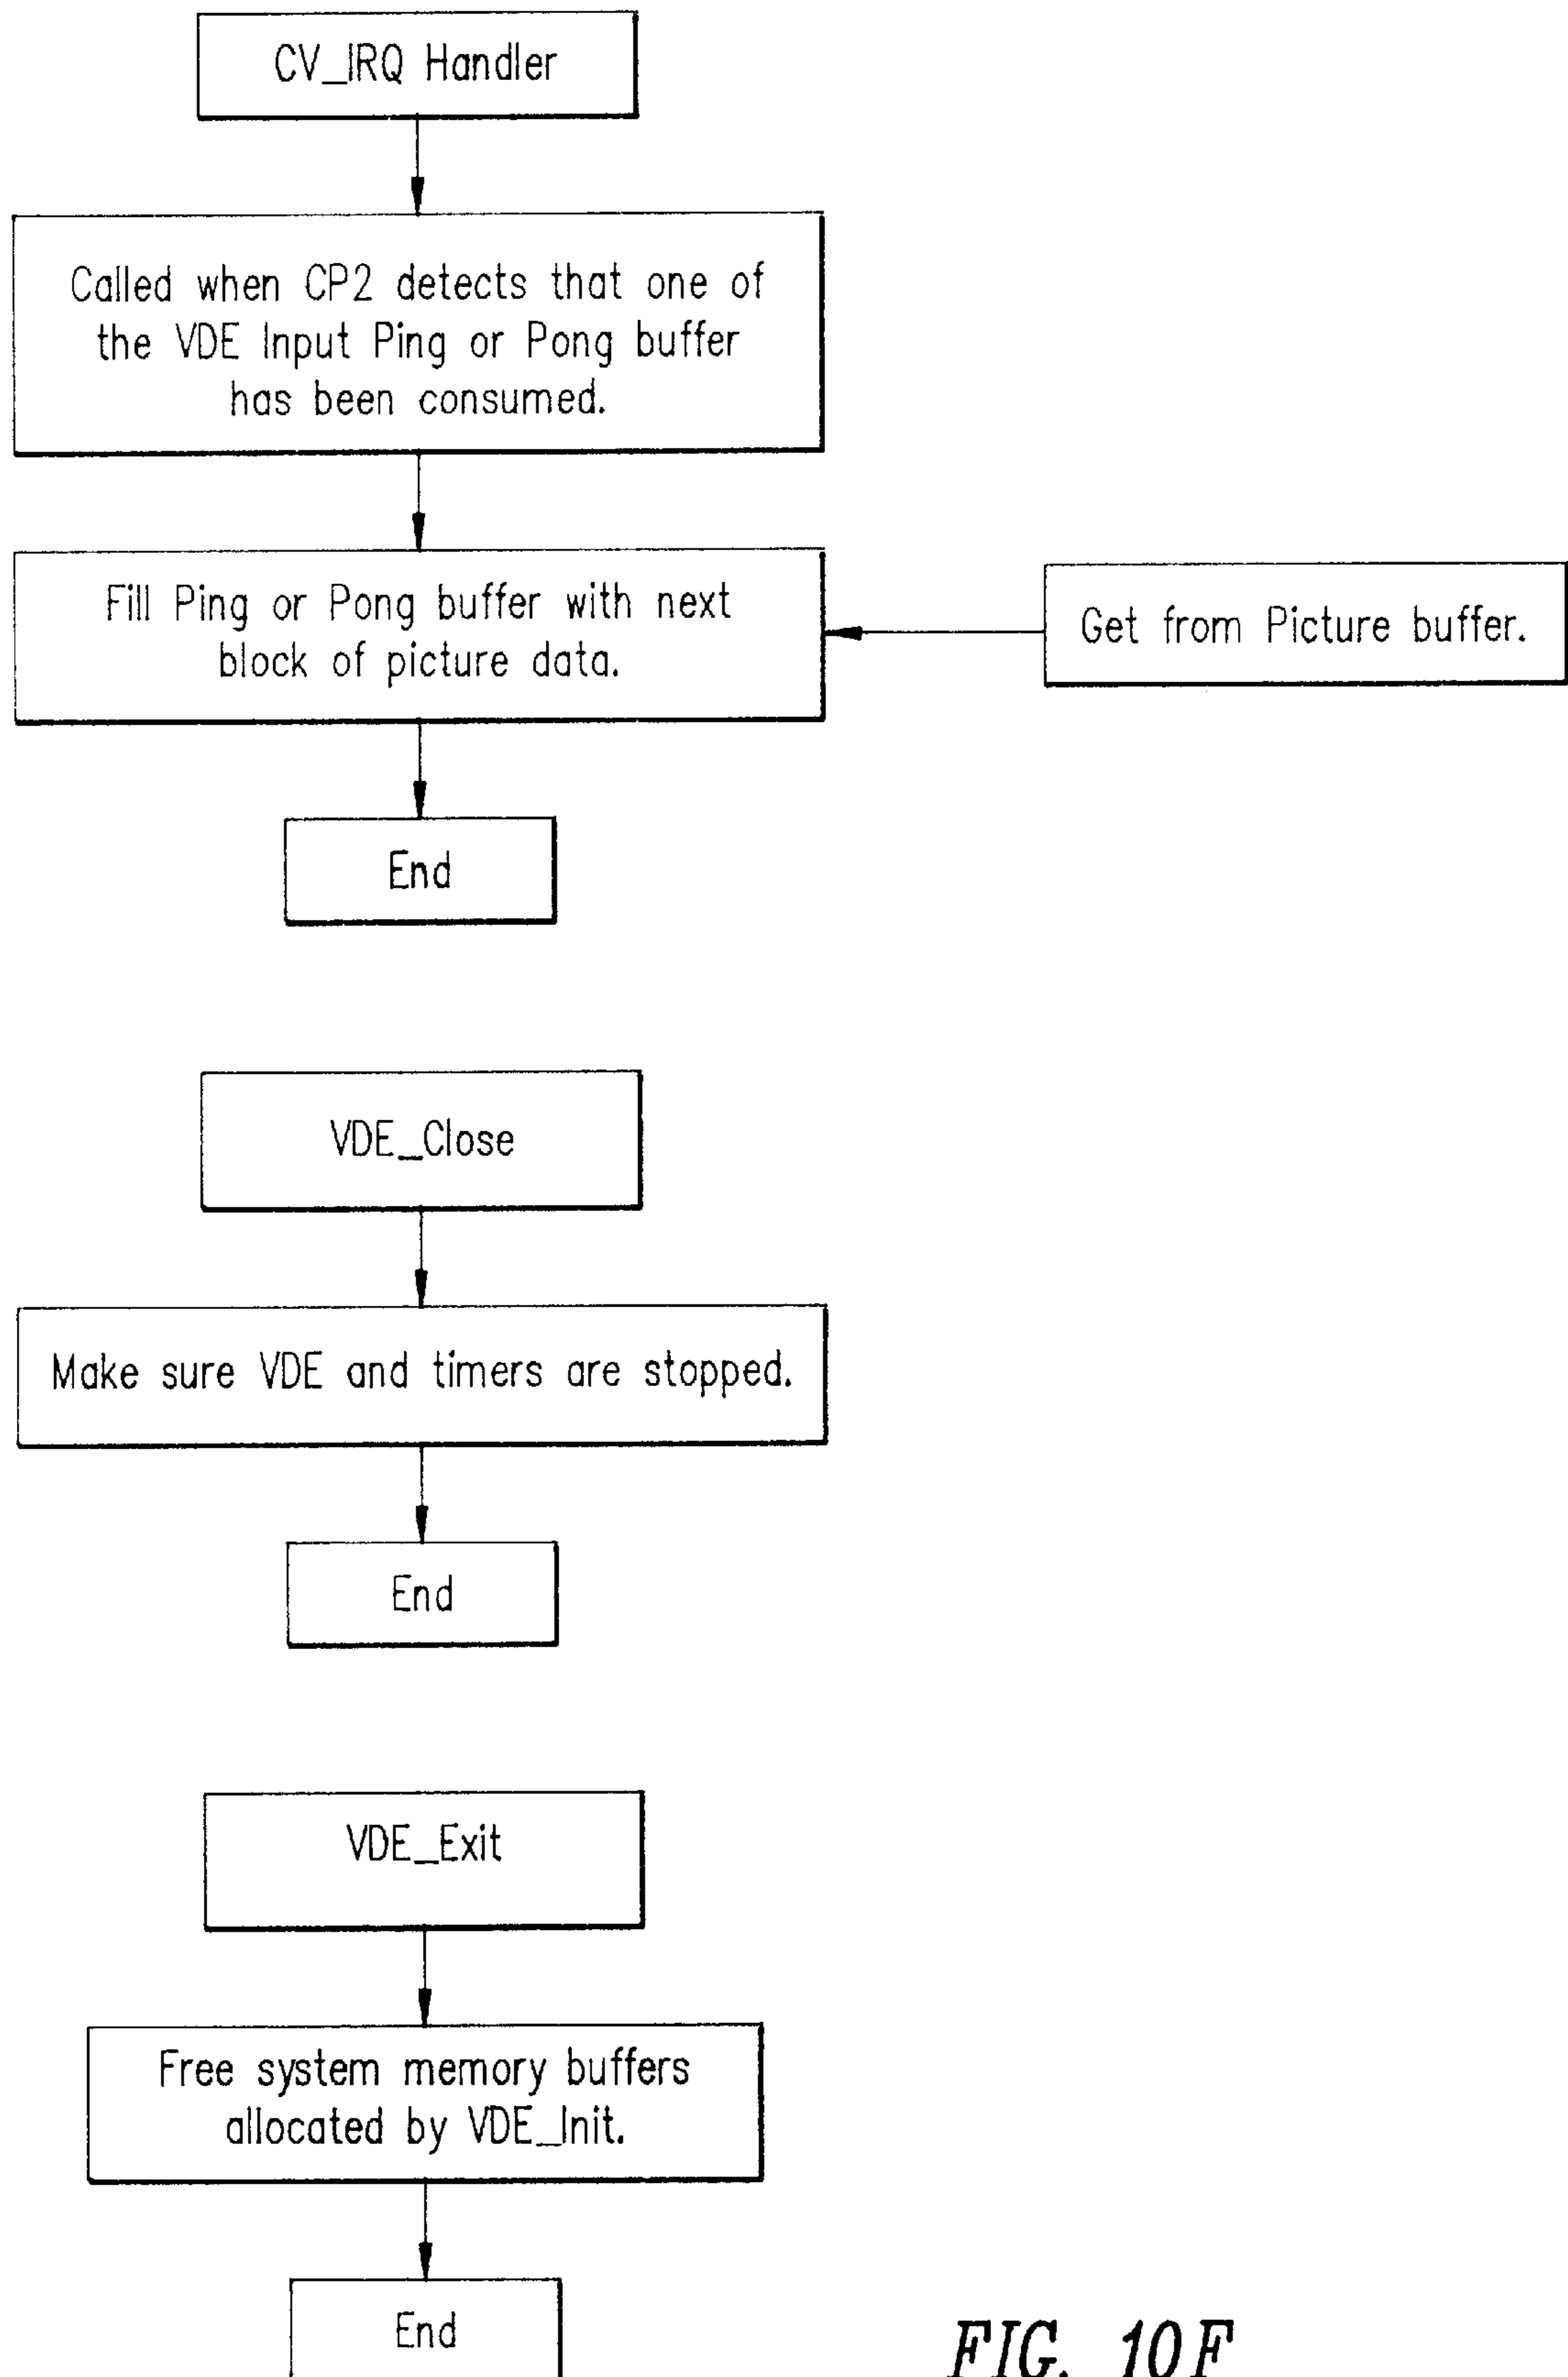 CV_IRQ Handler
Called when CP2 detects that one of
the VDE Input Ping or Pong buffer
has been consumed.
Fill Ping or Pong buffer with next
block of picture data.
Get from Picture buffer.
End
VDE_Close
Make sure VDE and timers are stopped.
End
VDE_Exit
Free system memory buffers
allocated by VDE_Init.
End
FIG. 10F